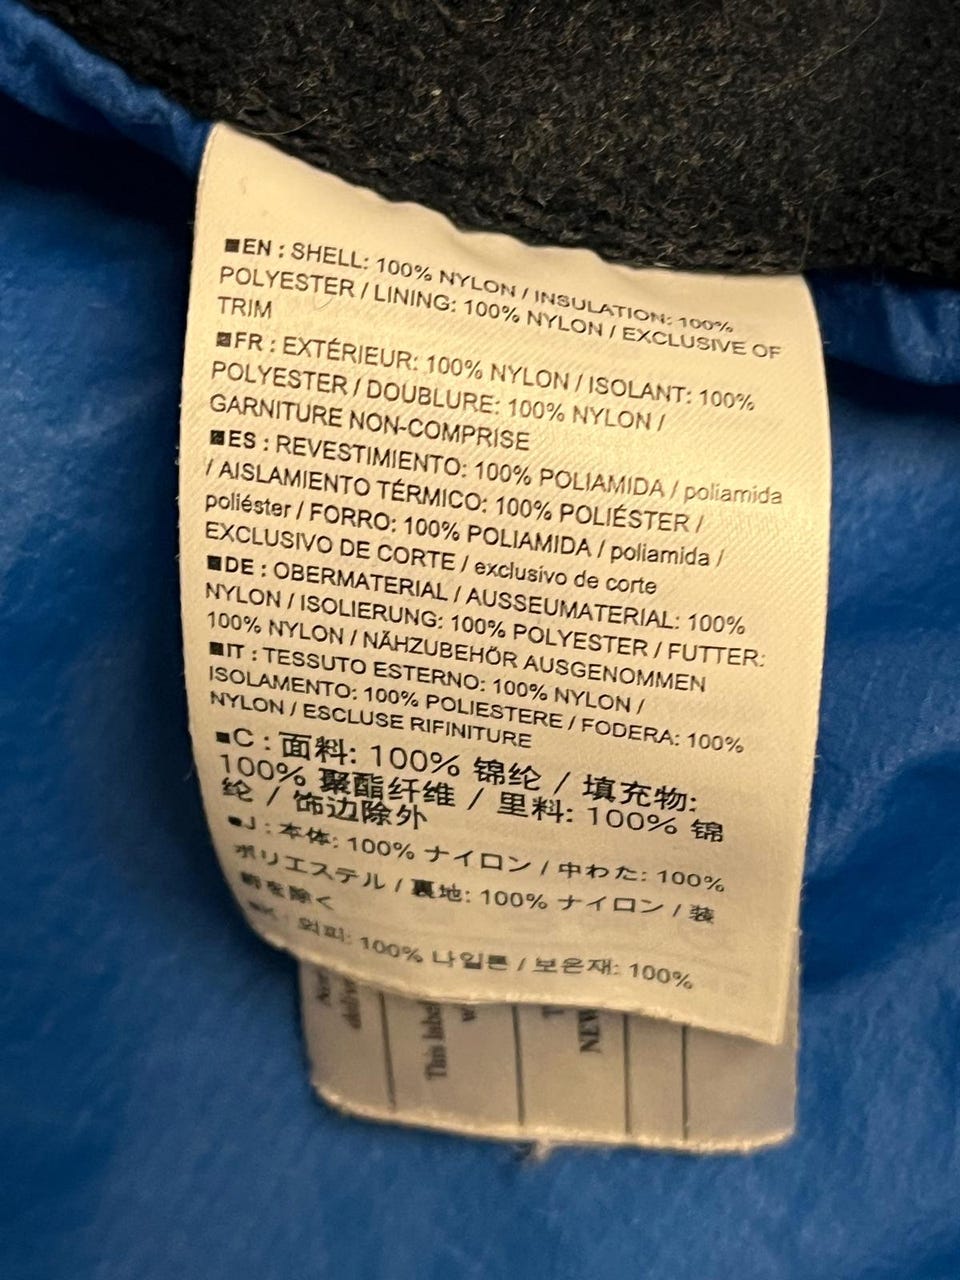 ■EN : SHELL: 100% NYLON / INSULATION: 100%
POLYESTER / LINING: 100% NYLON / EXCLUSIVE OF
TRIM
■FR : EXTÉRIEUR: 100% NYLON / ISOLANT: 100%
POLYESTER / DOUBLURE: 100% NYLON /
GARNITURE NON-COMPRISE
■ES : REVESTIMIENTO: 100% POLIAMIDA / poliamida
/ AISLAMIENTO TÉRMICO: 100% POLIÉSTER /
poliéster / FORRO: 100% POLIAMIDA / poliamida /
EXCLUSIVO DE CORTE / exclusivo de corte
■DE : OBERMATERIAL / AUSSEUMATERIAL: 100%
NYLON / ISOLIERUNG: 100% POLYESTER / FUTTER:
100% NYLON / NÄHZUBEHÖR AUSGENOMMEN
■IT : TESSUTO ESTERNO: 100% NYLON /
ISOLAMENTO: 100% POLIESTERE / FODERA: 100%
NYLON / ESCLUSE RIFINITURE
■C : 面料: 100% 锦纶 / 填充物:
100% 聚酯纤维 / 里料: 100% 锦
纶 / 饰边除外
■J : 本体: 100% ナイロン / 中わた: 100%
ポリエステル / 裏地: 100% ナイロン / 装
飾を除く
■K : 외피: 100% 나일론 / 보온재: 100%
This label
NEW